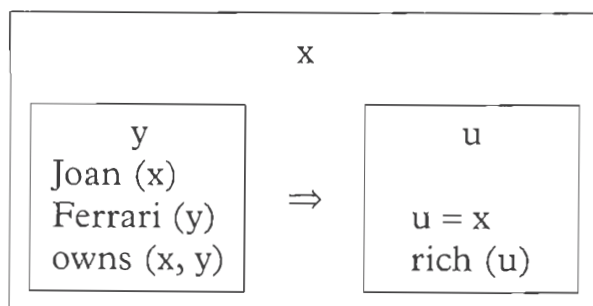 x
y
Joan (x)
Ferrari (y)
owns (x, y)
⇒
u
u = x
rich (u)